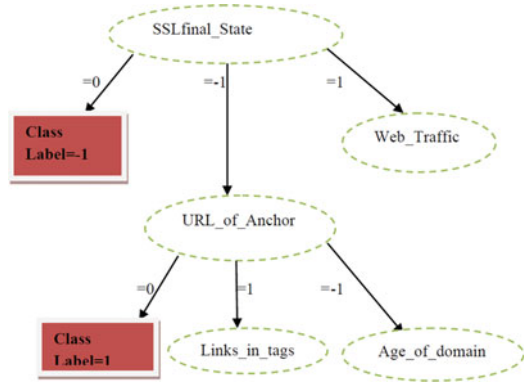 SSLfinal_State
=0
=-1
=1
Class
Label=-1
Web_Traffic
URL_of_Anchor
=0
=1
=-1
Class
Label=1
Links_in_tags
Age_of_domain